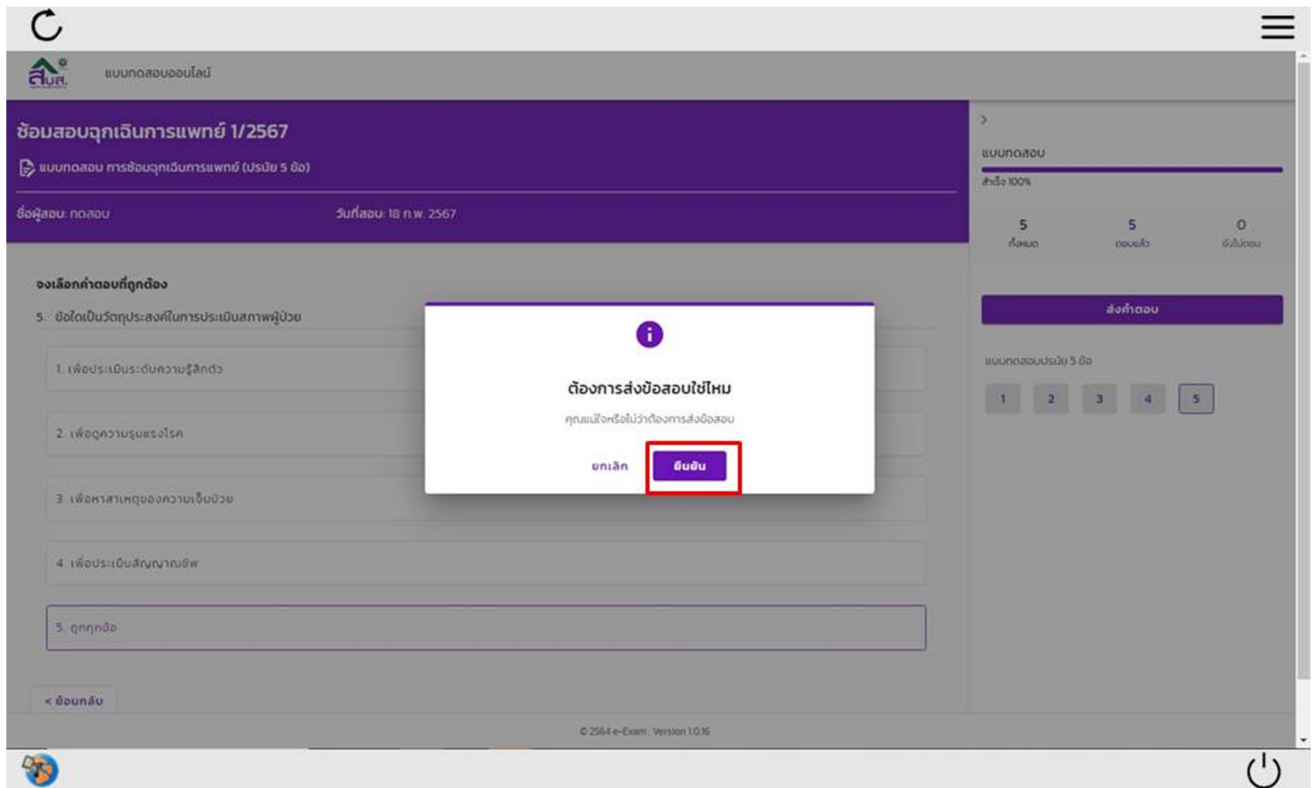 สบส.
แบบทดสอบออนไลน์
ซ้อมสอบฉุกเฉินการแพทย์ 1/2567
แบบทดสอบ การซ้อมฉุกเฉินการแพทย์ (ปรนัย 5 ข้อ)
ชื่อผู้สอบ: ทดสอบ วันที่สอบ: 18 ก.พ. 2567
จงเลือกคำตอบที่ถูกต้อง
5. ข้อใดเป็นวัตถุประสงค์ในการประเมินสภาพผู้ป่วย
1. เพื่อประเมินระดับความรู้สึกตัว
2. เพื่อดูความรุนแรงโรค
3. เพื่อหาสาเหตุของความเจ็บป่วย
4. เพื่อประเมินสัญญาณชีพ
5. ถูกทุกข้อ
< ย้อนกลับ
ต้องการส่งข้อสอบใช่ไหม
คุณแน่ใจหรือไม่ว่าต้องการส่งข้อสอบ
ยกเลิก ยืนยัน
>
แบบทดสอบ
สำเร็จ 100%
5 5 0
ทั้งหมด ตอบแล้ว ยังไม่ตอบ
ส่งคำตอบ
แบบทดสอบปรนัย 5 ข้อ
1 2 3 4 5
© 2564 e-Exam : Version 1.0.16